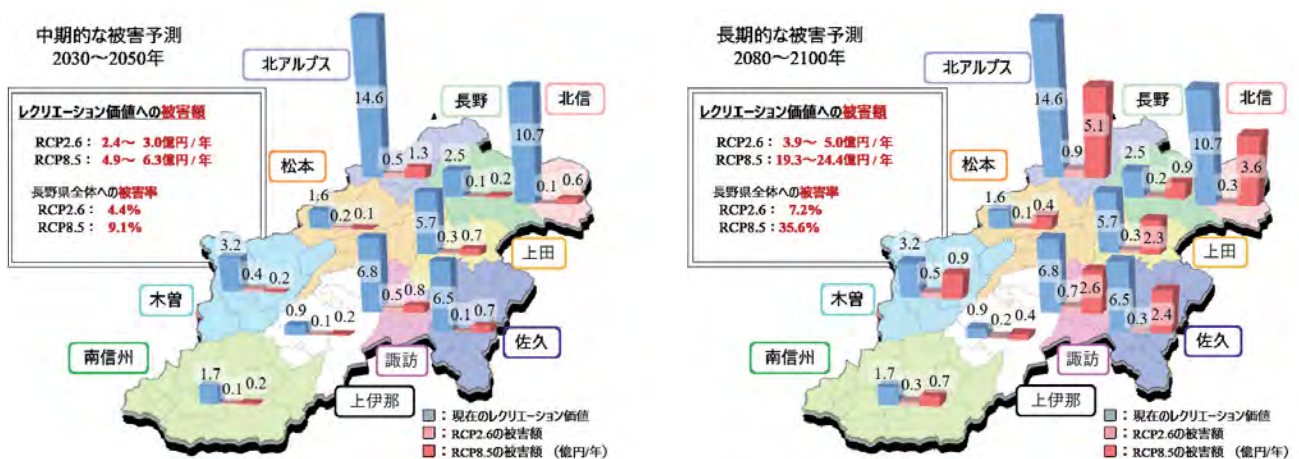 中期的な被害予測
2030～2050年
レクリエーション価値への被害額
RCP2.6： 2.4～ 3.0億円/年
RCP8.5： 4.9～ 6.3億円/年
長野県全体への被害率
RCP2.6： 4.4%
RCP8.5： 9.1%
北アルプス
14.6
0.5
1.3
長野
2.5
0.1
0.2
北信
10.7
0.1
0.6
松本
1.6
0.2
0.1
5.7
0.3
0.7
上田
3.2
0.4
0.2
木曽
6.8
0.5
0.8
6.5
0.1
0.7
佐久
0.9
0.1
0.2
諏訪
南信州
1.7
0.1
0.2
上伊那
：現在のレクリエーション価値
：RCP2.6の被害額
：RCP8.5の被害額 （億円/年）
長期的な被害予測
2080～2100年
レクリエーション価値への被害額
RCP2.6： 3.9～ 5.0億円/年
RCP8.5：19.3～24.4億円/年
長野県全体への被害率
RCP2.6： 7.2%
RCP8.5： 35.6%
北アルプス
14.6
0.9
5.1
長野
2.5
0.2
0.9
北信
10.7
0.3
3.6
松本
1.6
0.1
0.4
5.7
0.3
2.3
上田
3.2
0.5
0.9
木曽
6.8
0.7
2.6
6.5
0.3
2.4
佐久
0.9
0.2
0.4
諏訪
南信州
1.7
0.3
0.7
上伊那
：現在のレクリエーション価値
：RCP2.6の被害額
：RCP8.5の被害額 （億円/年）